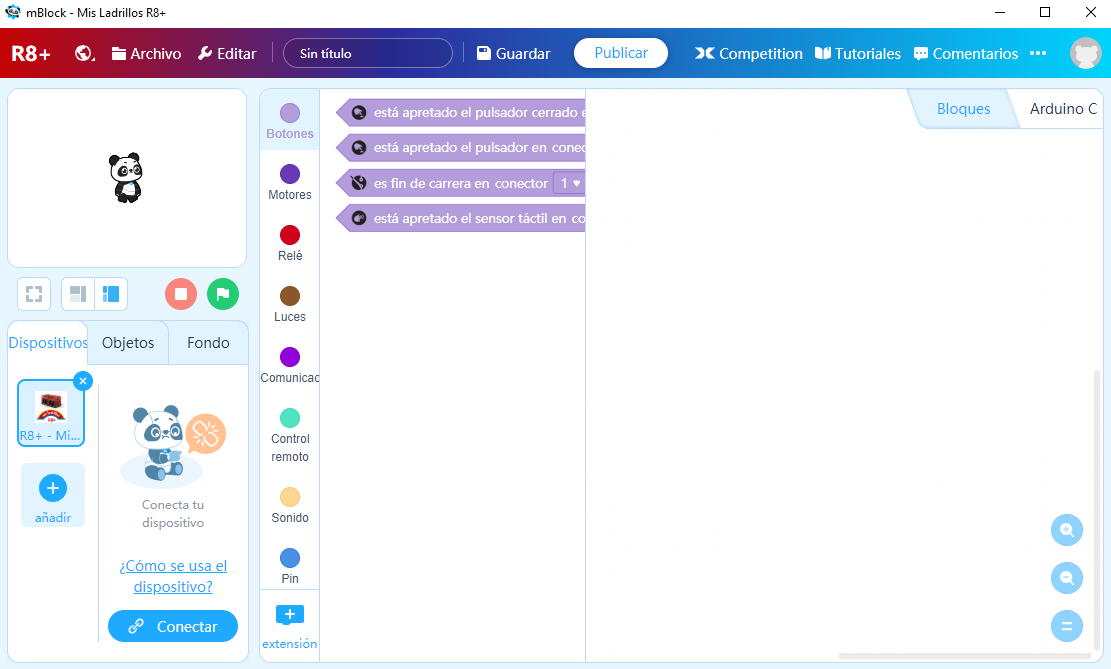 mBlock - Mis Ladrillos R8+
R8+
Archivo
Editar
Sin título
Guardar
Publicar
Competition
Tutoriales
Comentarios
Dispositivos
Objetos
Fondo
R8+ - Mi...
añadir
Conecta tu
dispositivo
¿Cómo se usa el
dispositivo?
Conectar
Botones
Motores
Relé
Luces
Comunicac
Control
remoto
Sonido
Pin
extensión
está apretado el pulsador cerrado e
está apretado el pulsador en conec
es fin de carrera en conector 1
está apretado el sensor táctil en co
Bloques
Arduino C